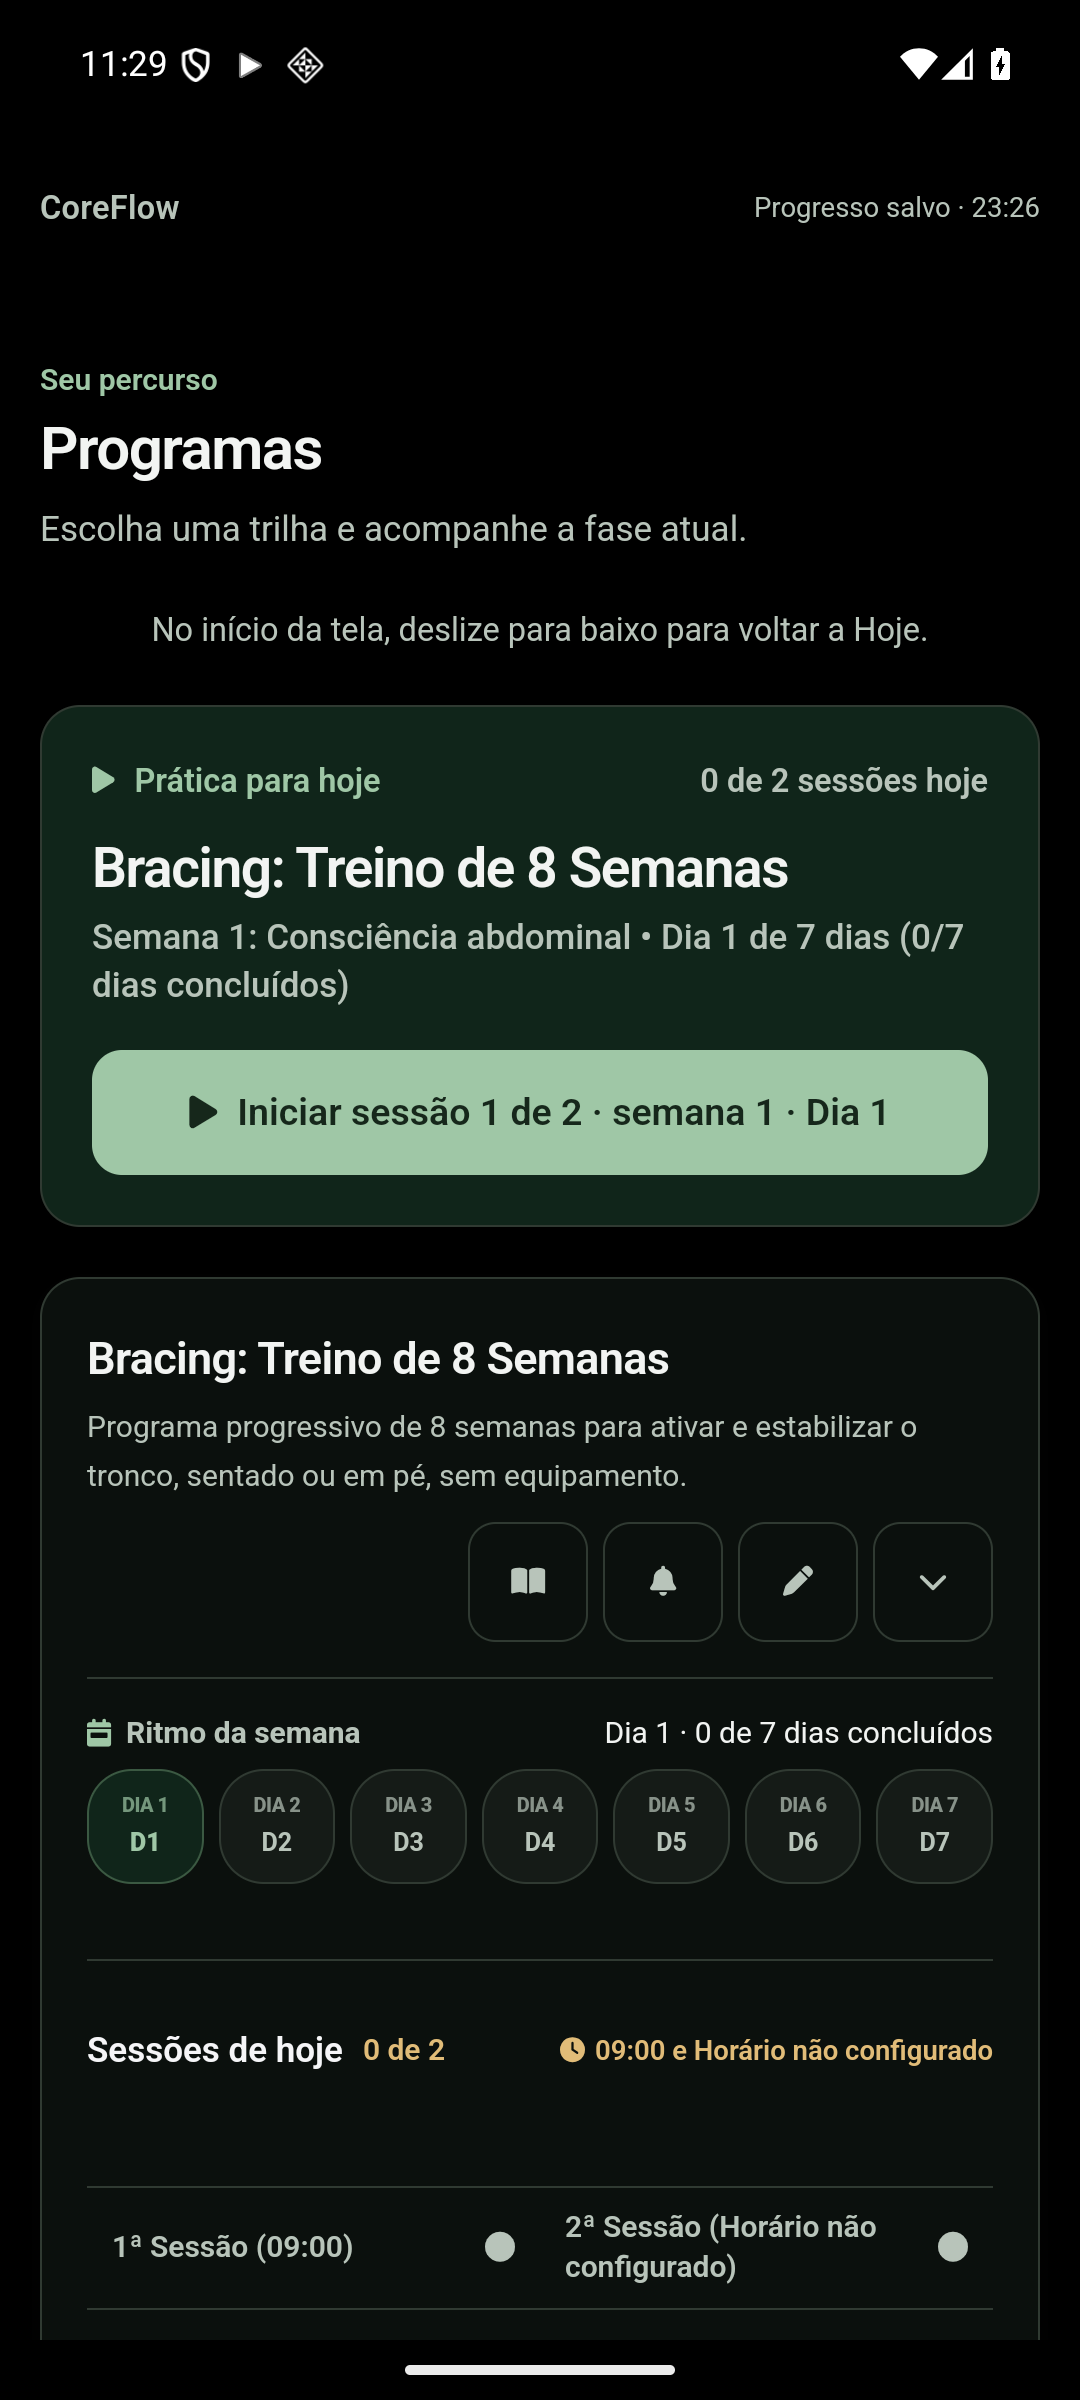 11:29
CoreFlow
Progresso salvo · 23:26
Seu percurso
Programas
Escolha uma trilha e acompanhe a fase atual.
No início da tela, deslize para baixo para voltar a Hoje.
Prática para hoje
0 de 2 sessões hoje
Bracing: Treino de 8 Semanas
Semana 1: Consciência abdominal • Dia 1 de 7 dias (0/7
dias concluídos)
Iniciar sessão 1 de 2 · semana 1 · Dia 1
Bracing: Treino de 8 Semanas
Programa progressivo de 8 semanas para ativar e estabilizar o
tronco, sentado ou em pé, sem equipamento.
Ritmo da semana
Dia 1 · 0 de 7 dias concluídos
DIA 1 DIA 2 DIA 3 DIA 4 DIA 5 DIA 6 DIA 7
D1 D2 D3 D4 D5 D6 D7
Sessões de hoje 0 de 2
09:00 e Horário não configurado
1ª Sessão (09:00)
2ª Sessão (Horário não
configurado)